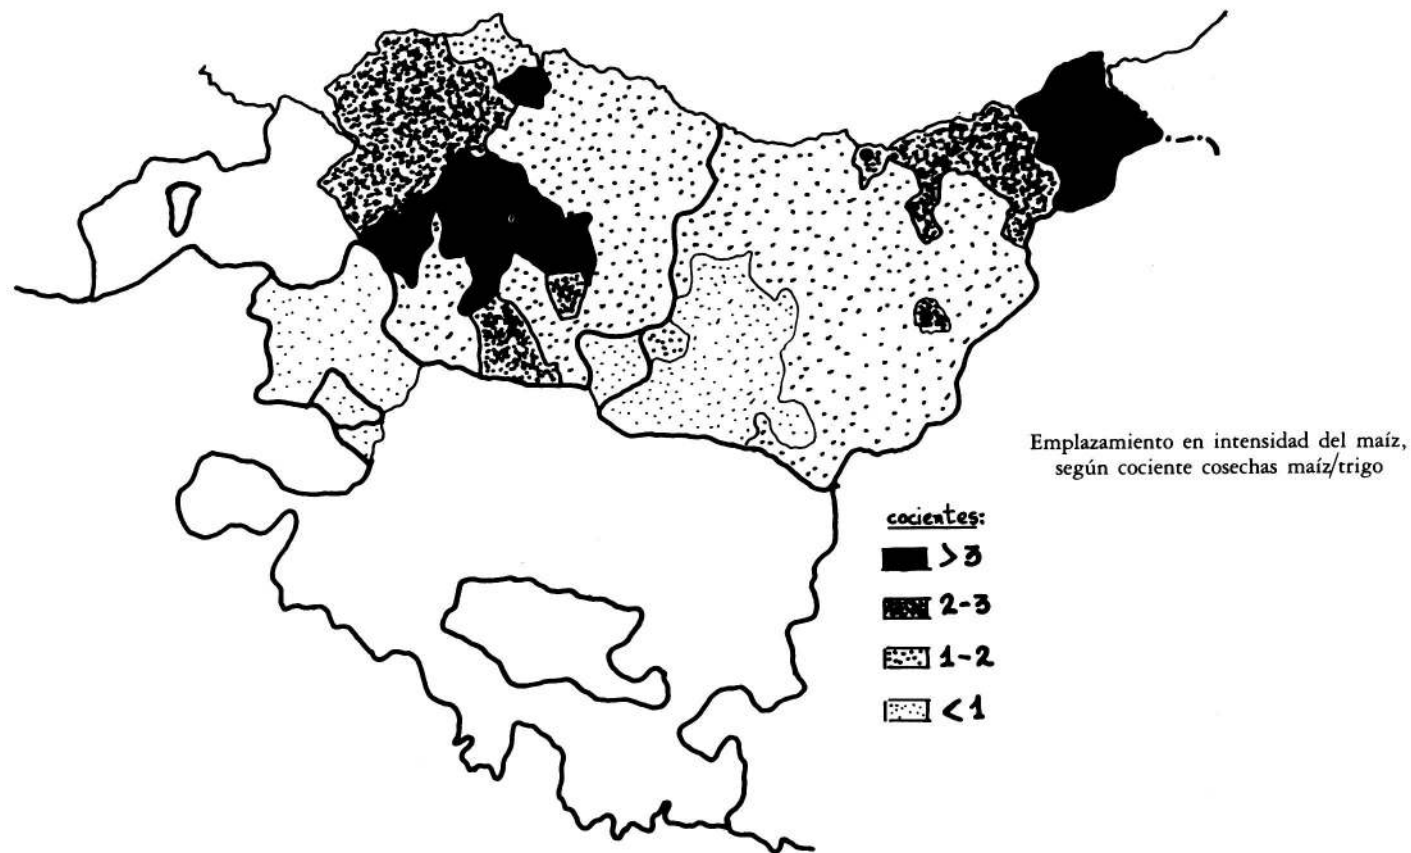 Emplazamiento en intensidad del maíz,
según cociente cosechas maíz/trigo
cocientes:
>3
2-3
1-2
<1